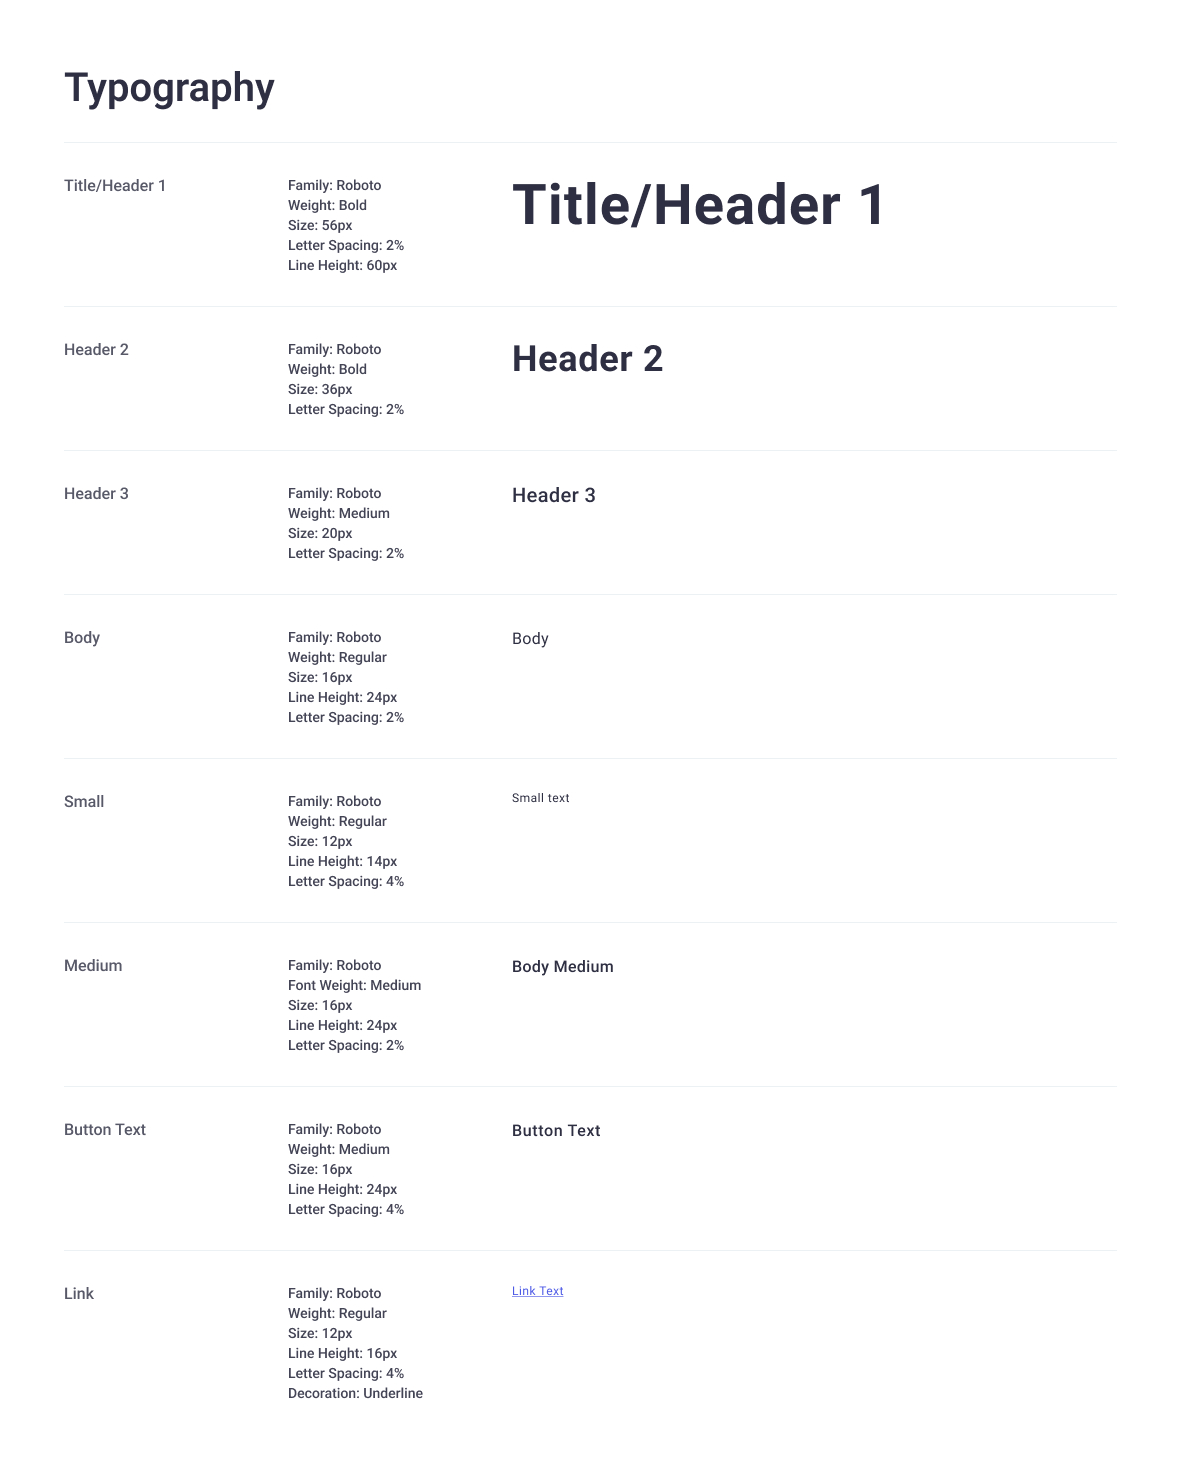 Typography
Title/Header 1
Family: Roboto
Weight: Bold
Size: 56px
Letter Spacing: 2%
Line Height: 60px
Title/Header 1
Header 2
Family: Roboto
Weight: Bold
Size: 36px
Letter Spacing: 2%
Header 2
Header 3
Family: Roboto
Weight: Medium
Size: 20px
Letter Spacing: 2%
Header 3
Body
Family: Roboto
Weight: Regular
Size: 16px
Line Height: 24px
Letter Spacing: 2%
Body
Small
Family: Roboto
Weight: Regular
Size: 12px
Line Height: 14px
Letter Spacing: 4%
Small text
Medium
Family: Roboto
Font Weight: Medium
Size: 16px
Line Height: 24px
Letter Spacing: 2%
Body Medium
Button Text
Family: Roboto
Weight: Medium
Size: 16px
Line Height: 24px
Letter Spacing: 4%
Button Text
Link
Family: Roboto
Weight: Regular
Size: 12px
Line Height: 16px
Letter Spacing: 4%
Decoration: Underline
Link Text